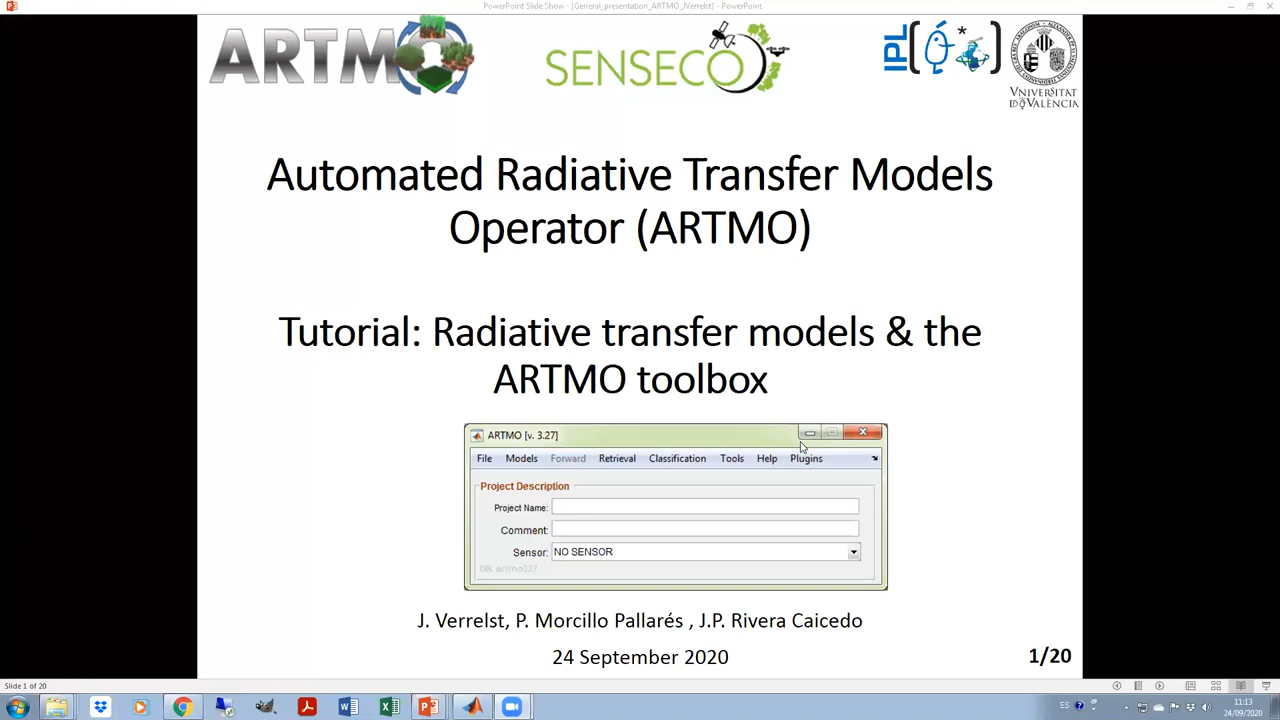 PowerPoint Slide Show - [General_presentation_ARTMO_JVerrelst] - PowerPoint
ARTMO
SENSECO
IPL
VNIVERSITAT
D VALÈNCIA
Automated Radiative Transfer Models
Operator (ARTMO)
Tutorial: Radiative transfer models & the
ARTMO toolbox
ARTMO [v. 3.27]
File Models Forward Retrieval Classification Tools Help Plugins
Project Description
Project Name:
Comment:
Sensor: NO SENSOR
DB: artmo327
J. Verrelst, P. Morcillo Pallarés , J.P. Rivera Caicedo
24 September 2020
1/20
Slide 1 of 20
ES
11:13
24/09/2020